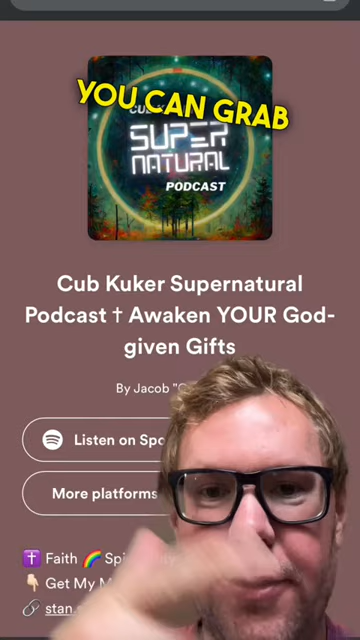 YOU CAN GRAB
SUPER
NATURAL
PODCAST
Cub Kuker Supernatural
Podcast † Awaken YOUR God-
given Gifts
By Jacob "C
Listen on Spo
More platforms
✝️ Faith 🌈
👇🏻 Get My M
🔗 stan.s